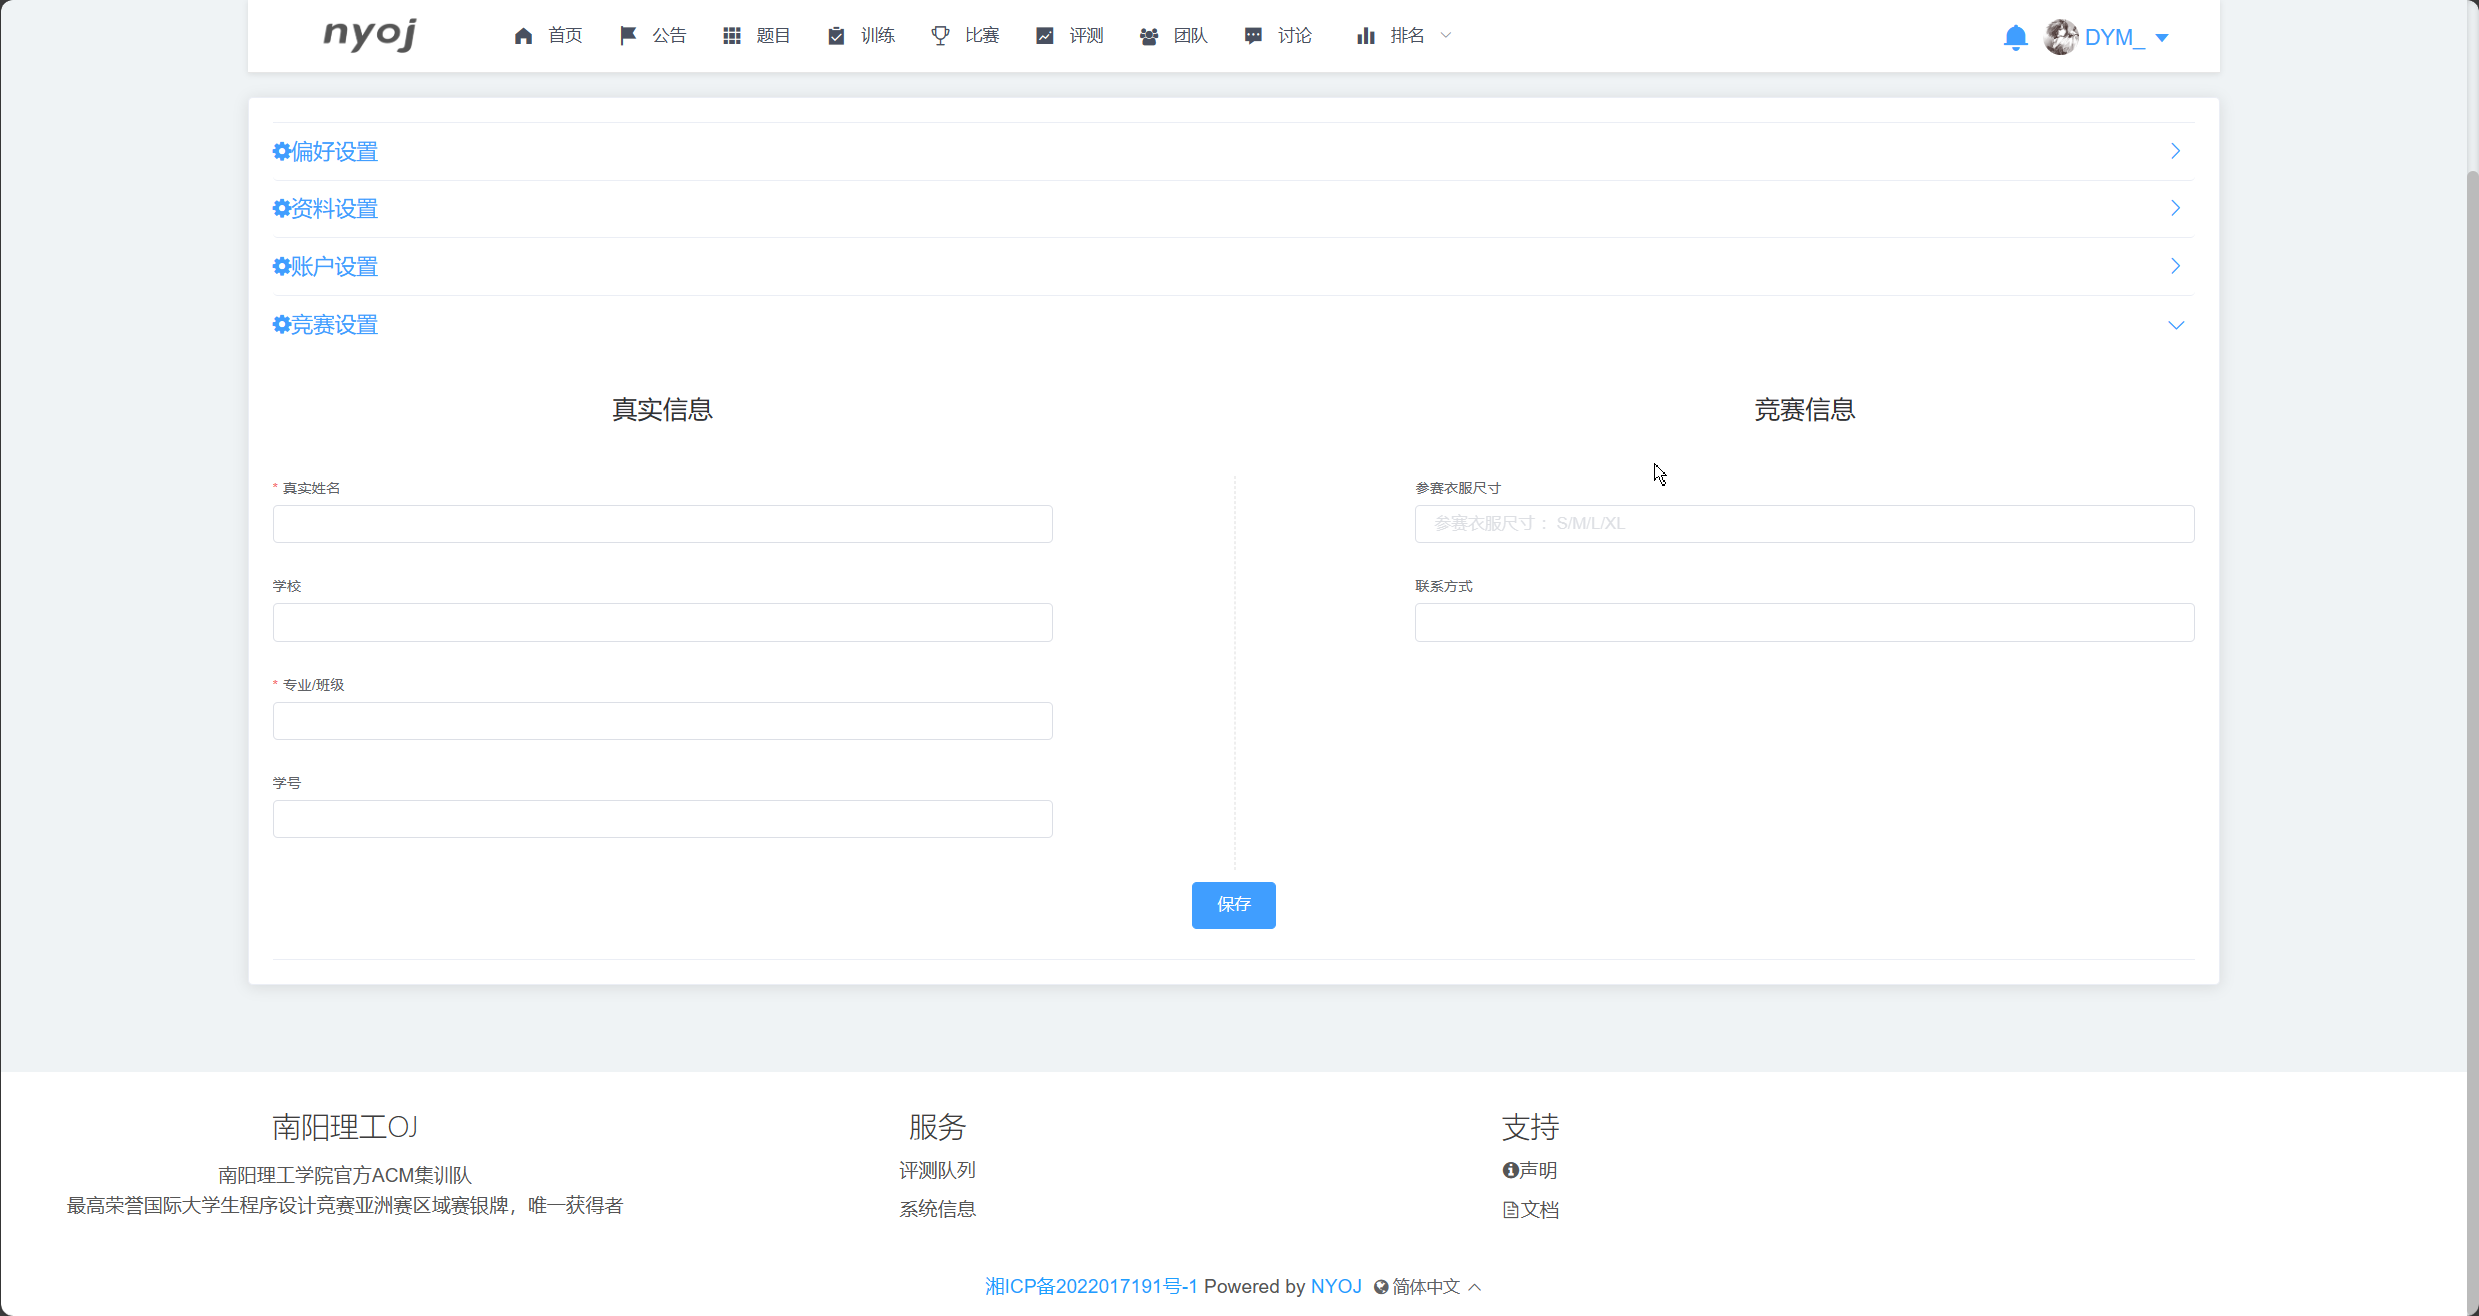 nyoj 首页 公告 题目 训练 比赛 评测 团队 讨论 排名 DYM_
偏好设置
资料设置
账户设置
竞赛设置
真实信息
* 真实姓名
学校
* 专业/班级
学号
竞赛信息
参赛衣服尺寸
参赛衣服尺寸： S/M/L/XL
联系方式
保存
南阳理工OJ
南阳理工学院官方ACM集训队
最高荣誉国际大学生程序设计竞赛亚洲赛区域赛银牌，唯一获得者
服务
评测队列
系统信息
支持
声明
文档
湘ICP备2022017191号-1 Powered by NYOJ 简体中文